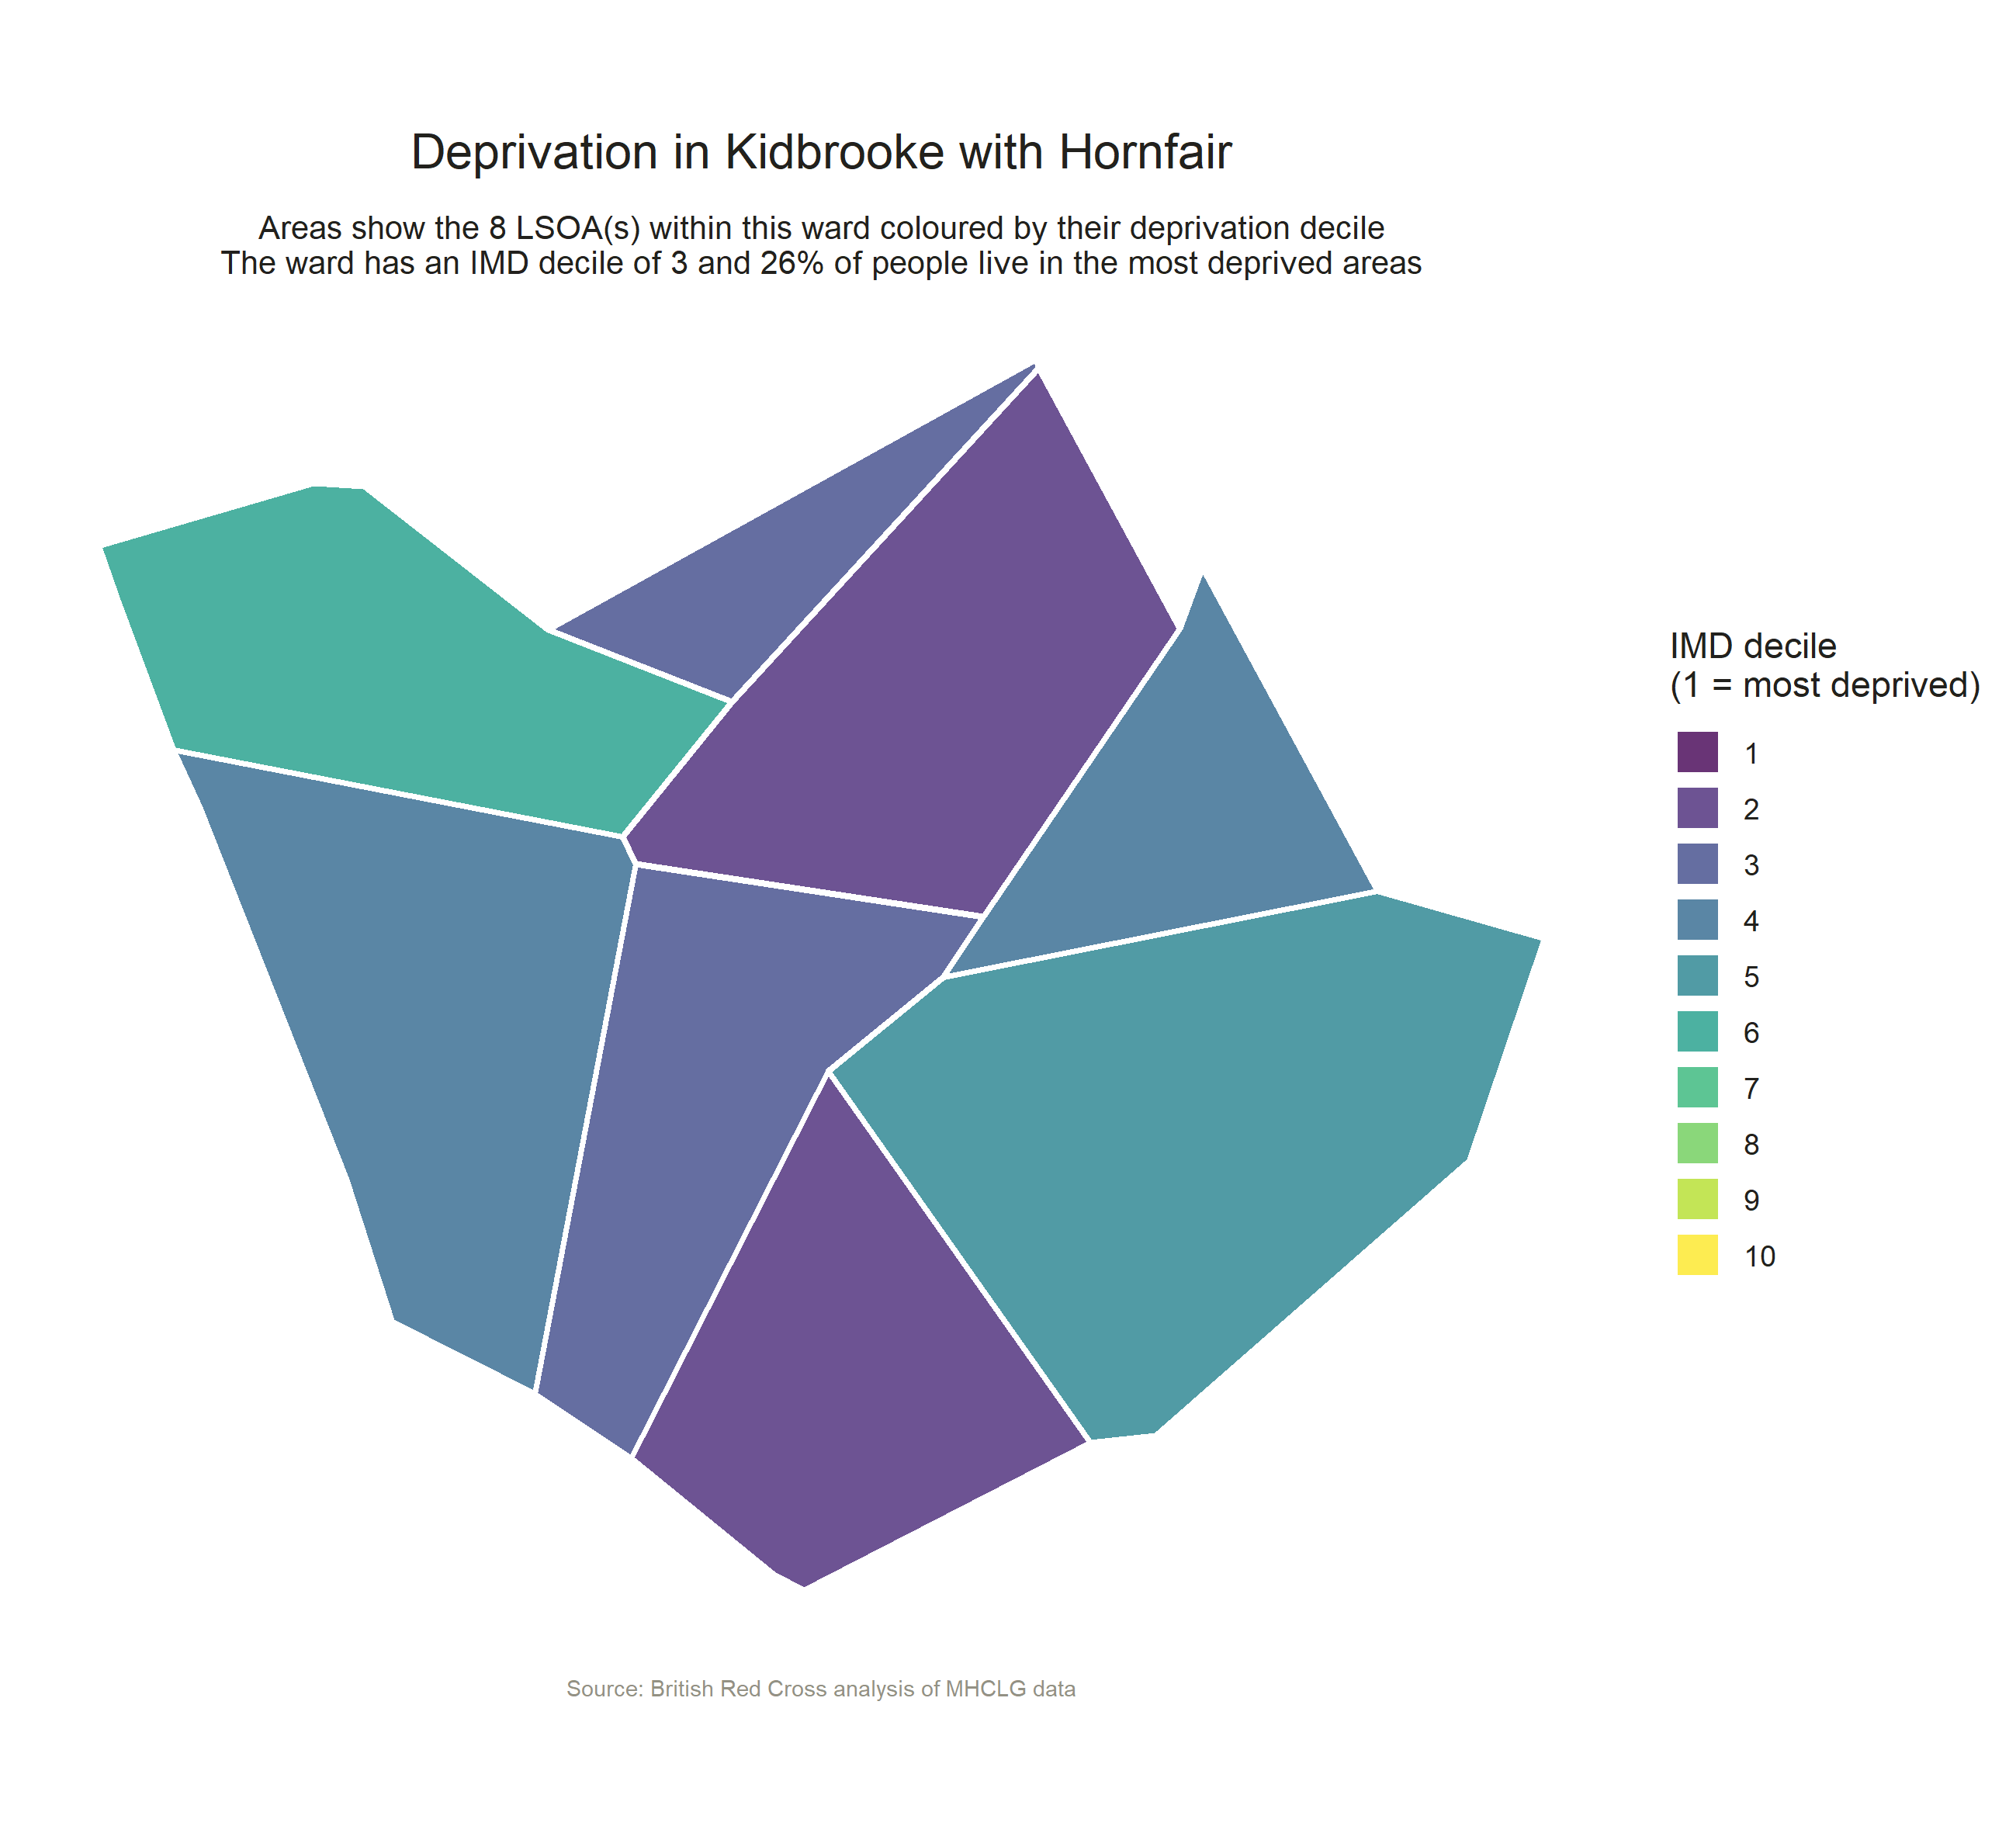 Deprivation in Kidbrooke with Hornfair
Areas show the 8 LSOA(s) within this ward coloured by their deprivation decile
The ward has an IMD decile of 3 and 26% of people live in the most deprived areas
IMD decile
(1 = most deprived)
1
2
3
4
5
6
7
8
9
10
Source: British Red Cross analysis of MHCLG data